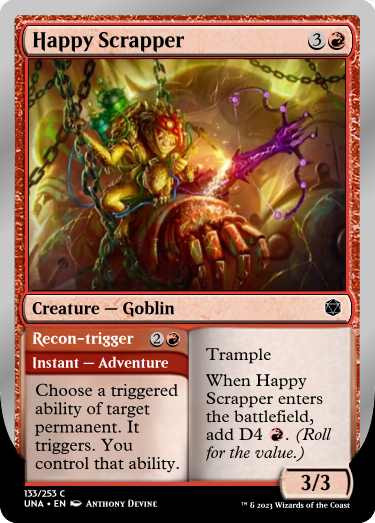 Happy Scrapper 3
Creature — Goblin
Recon-trigger 2
Instant — Adventure
Choose a triggered
ability of target
permanent. It
triggers. You
control that ability.
Trample
When Happy
Scrapper enters
the battlefield,
add D4 . (Roll
for the value.)
3/3
133/253 C
UNA • EN Anthony Devine
™ & 2023 Wizards of the Coast